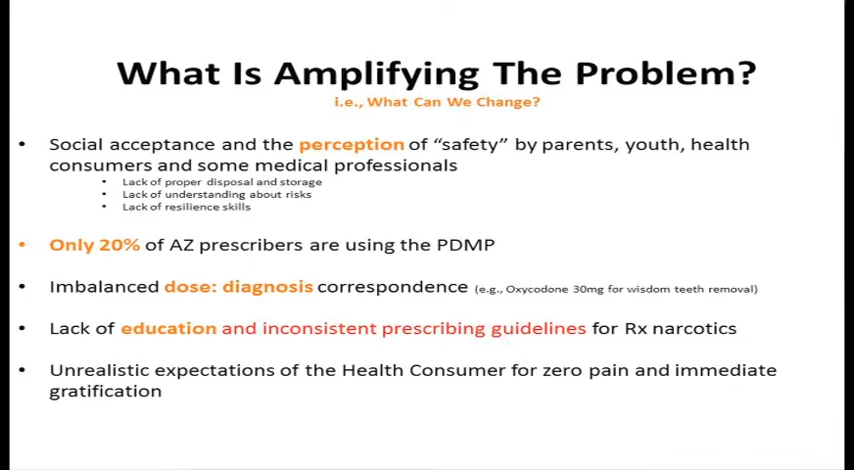 What Is Amplifying The Problem?
i.e., What Can We Change?
• Social acceptance and the perception of “safety” by parents, youth, health
consumers and some medical professionals
• Lack of proper disposal and storage
• Lack of understanding about risks
• Lack of resilience skills
• Only 20% of AZ prescribers are using the PDMP
• Imbalanced dose: diagnosis correspondence (e.g., Oxycodone 30mg for wisdom teeth removal)
• Lack of education and inconsistent prescribing guidelines for Rx narcotics
• Unrealistic expectations of the Health Consumer for zero pain and immediate
gratification